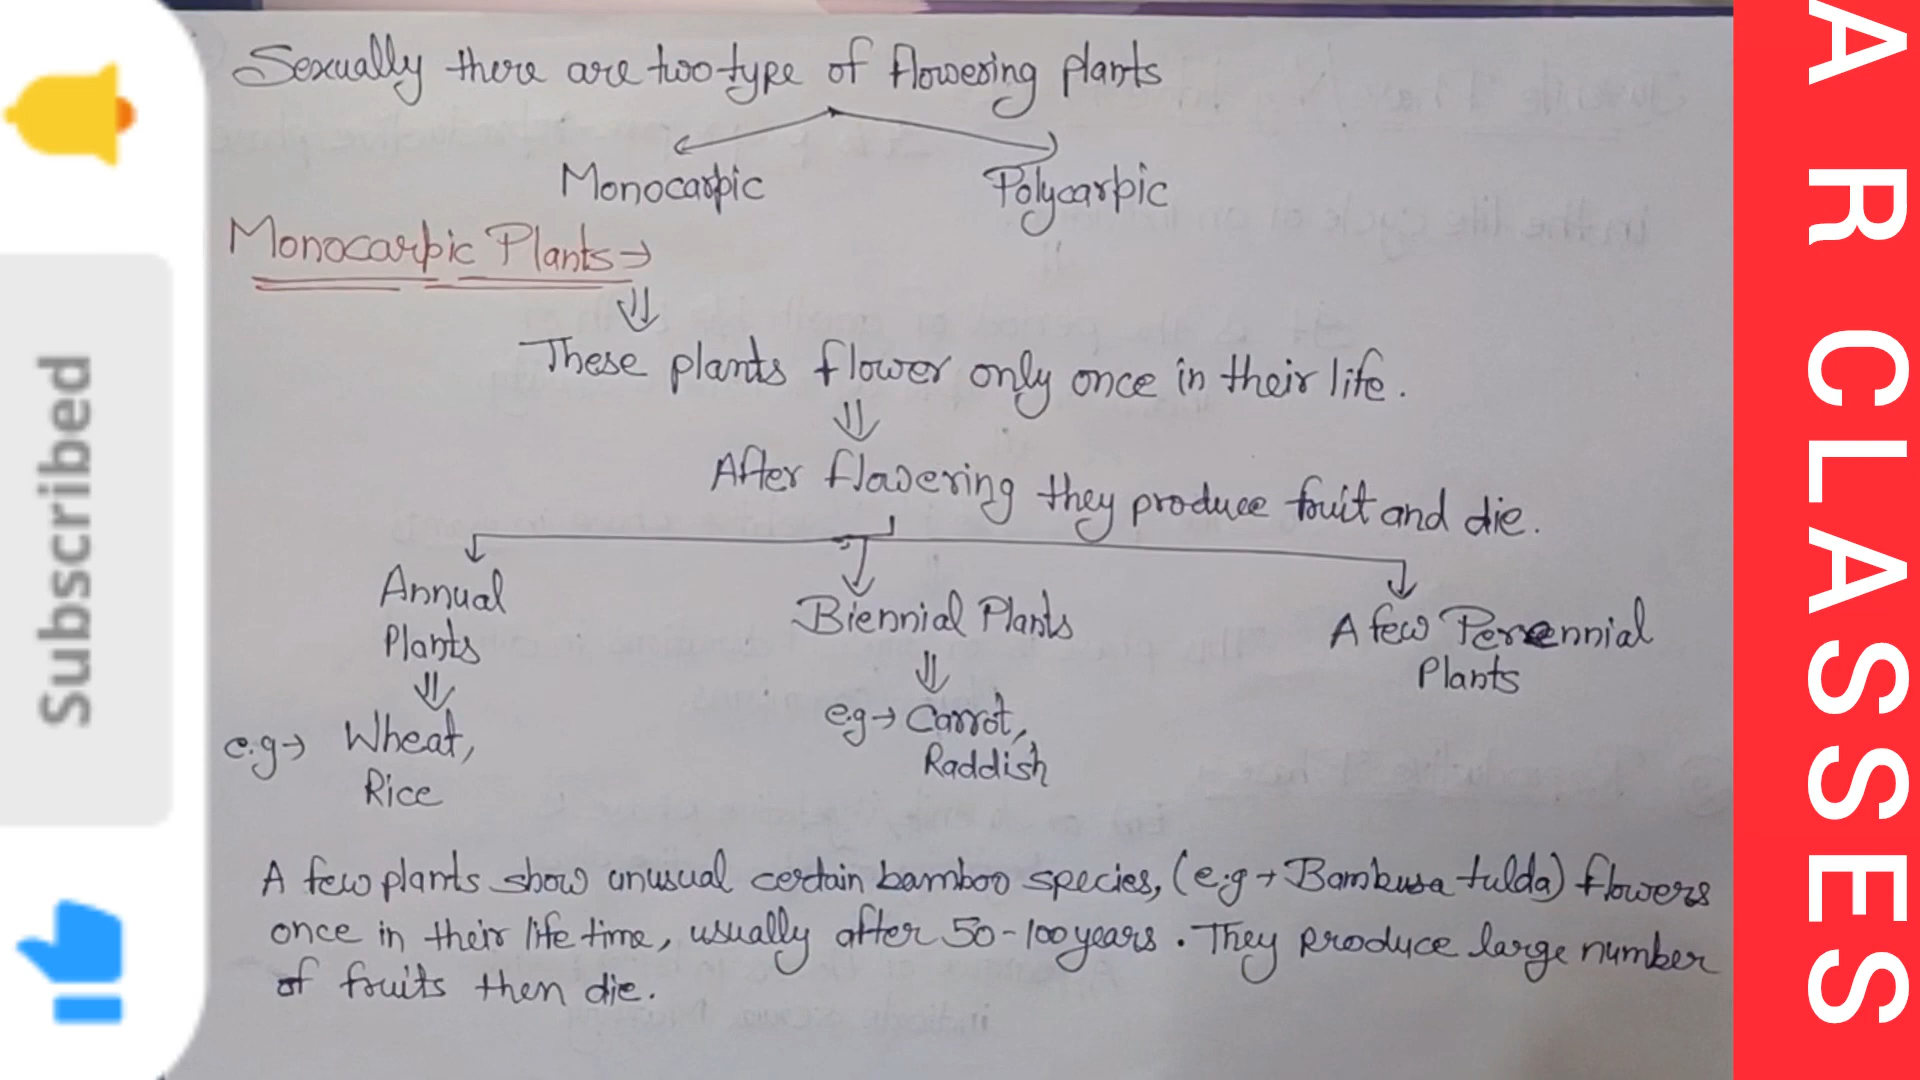 Sexually there are two type of flowering plants
Monocarpic
Polycarpic
Monocarpic Plants→
These plants flower only once in their life.
After flowering they produce fruit and die.
Annual
Plants
e.g→ Wheat,
Rice
Biennial Plants
e.g→ Carrot,
Raddish
A few Perennial
Plants
A few plants show unusual certain bamboo species, (e.g→ Bambusa tulda) flowers
once in their life time, usually after 50-100 years. They produce large number
of fruits then die.
Subscribed
A R CLASSES